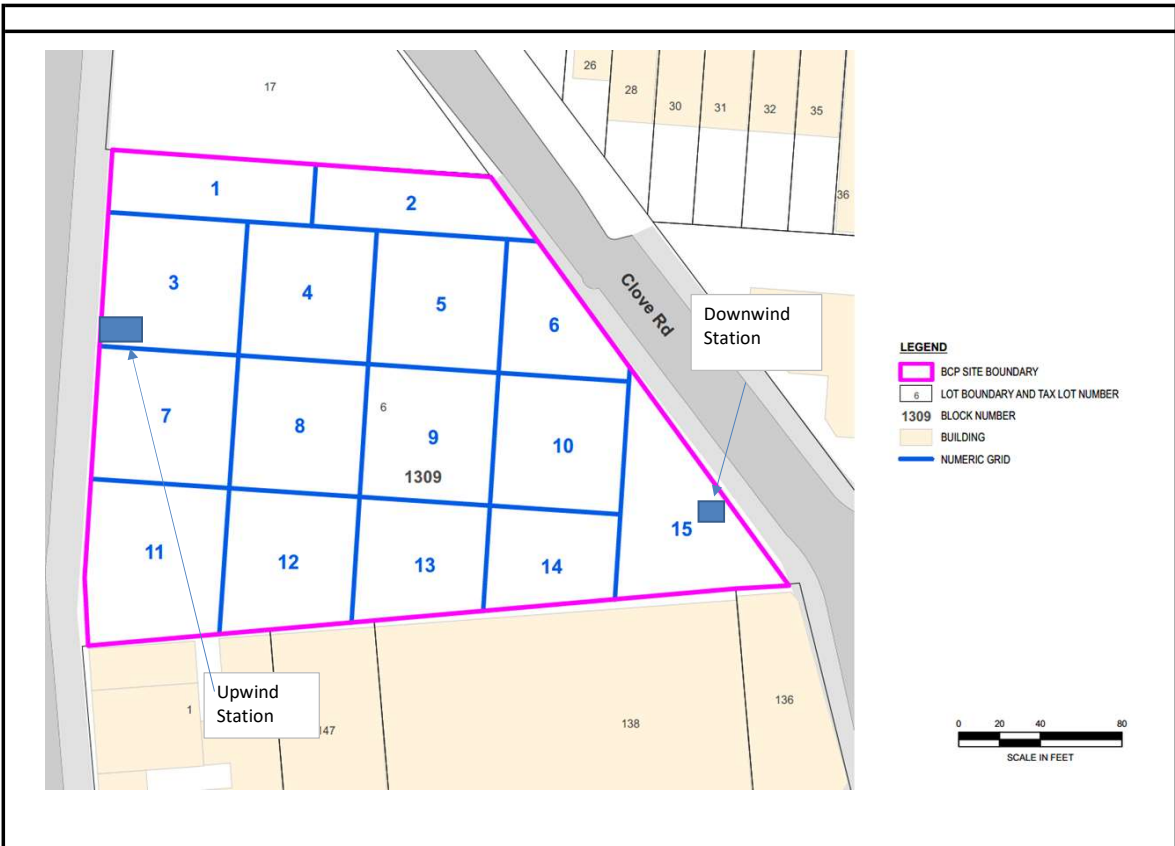 17
26
28
30
31
32
35
36
1
2
3
4
5
6
Clove Rd
Downwind
Station
7
8
6
9
10
1309
11
12
13
14
15
Upwind
Station
1
147
138
136
LEGEND
BCP SITE BOUNDARY
6 LOT BOUNDARY AND TAX LOT NUMBER
1309 BLOCK NUMBER
BUILDING
NUMERIC GRID
0 20 40 80
SCALE IN FEET